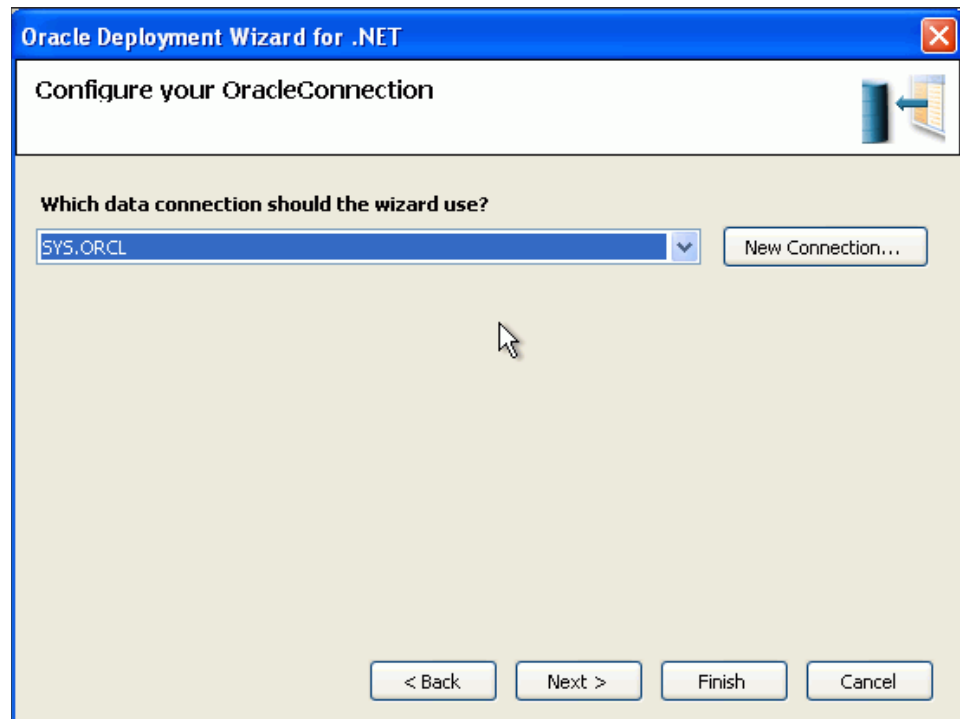 Oracle Deployment Wizard for .NET
Configure your OracleConnection
Which data connection should the wizard use?
SYS.ORCL
New Connection...
< Back
Next >
Finish
Cancel